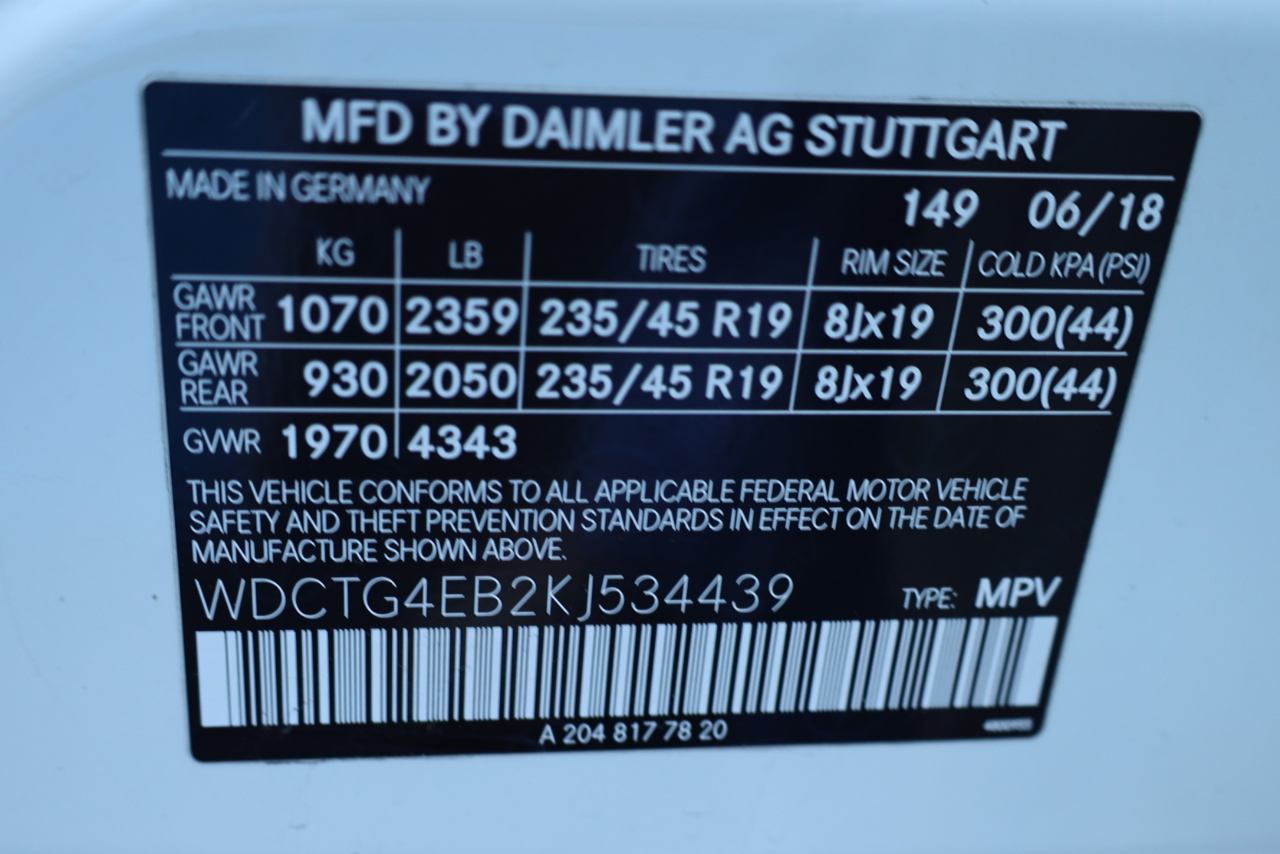 MFD BY DAIMLER AG STUTTGART
MADE IN GERMANY
149 06/18
KG LB TIRES RIM SIZE COLD KPA (PSI)
GAWR FRONT 1070 2359 235/45 R19 8Jx19 300(44)
GAWR REAR 930 2050 235/45 R19 8Jx19 300(44)
GVWR 1970 4343
THIS VEHICLE CONFORMS TO ALL APPLICABLE FEDERAL MOTOR VEHICLE
SAFETY AND THEFT PREVENTION STANDARDS IN EFFECT ON THE DATE OF
MANUFACTURE SHOWN ABOVE.
WDCTG4EB2KJ534439 TYPE: MPV
A 204 817 78 20